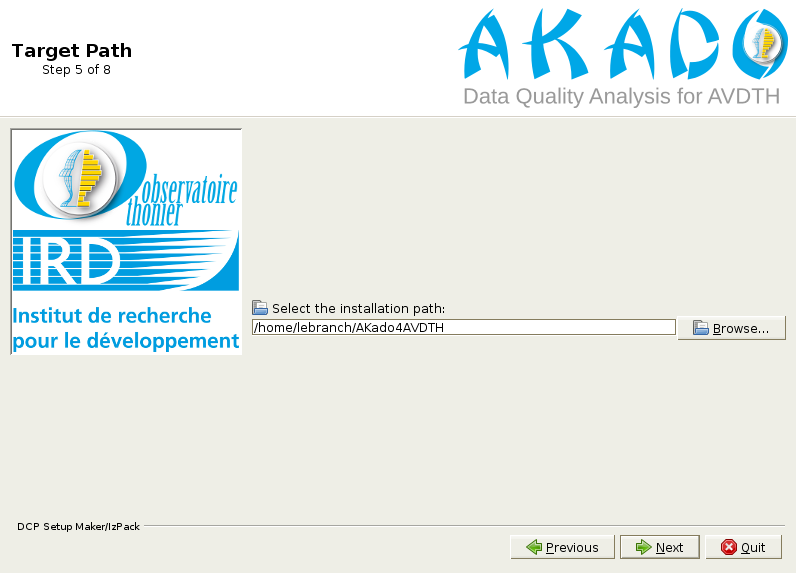 Target Path
Step 5 of 8
AKADO
Data Quality Analysis for AVDTH
Observatoire
thonier
IRD
Institut de recherche
pour le développement
Select the installation path:
/home/lebranch/AKado4AVDTH
Browse...
DCP Setup Maker/IzPack
Previous
Next
Quit